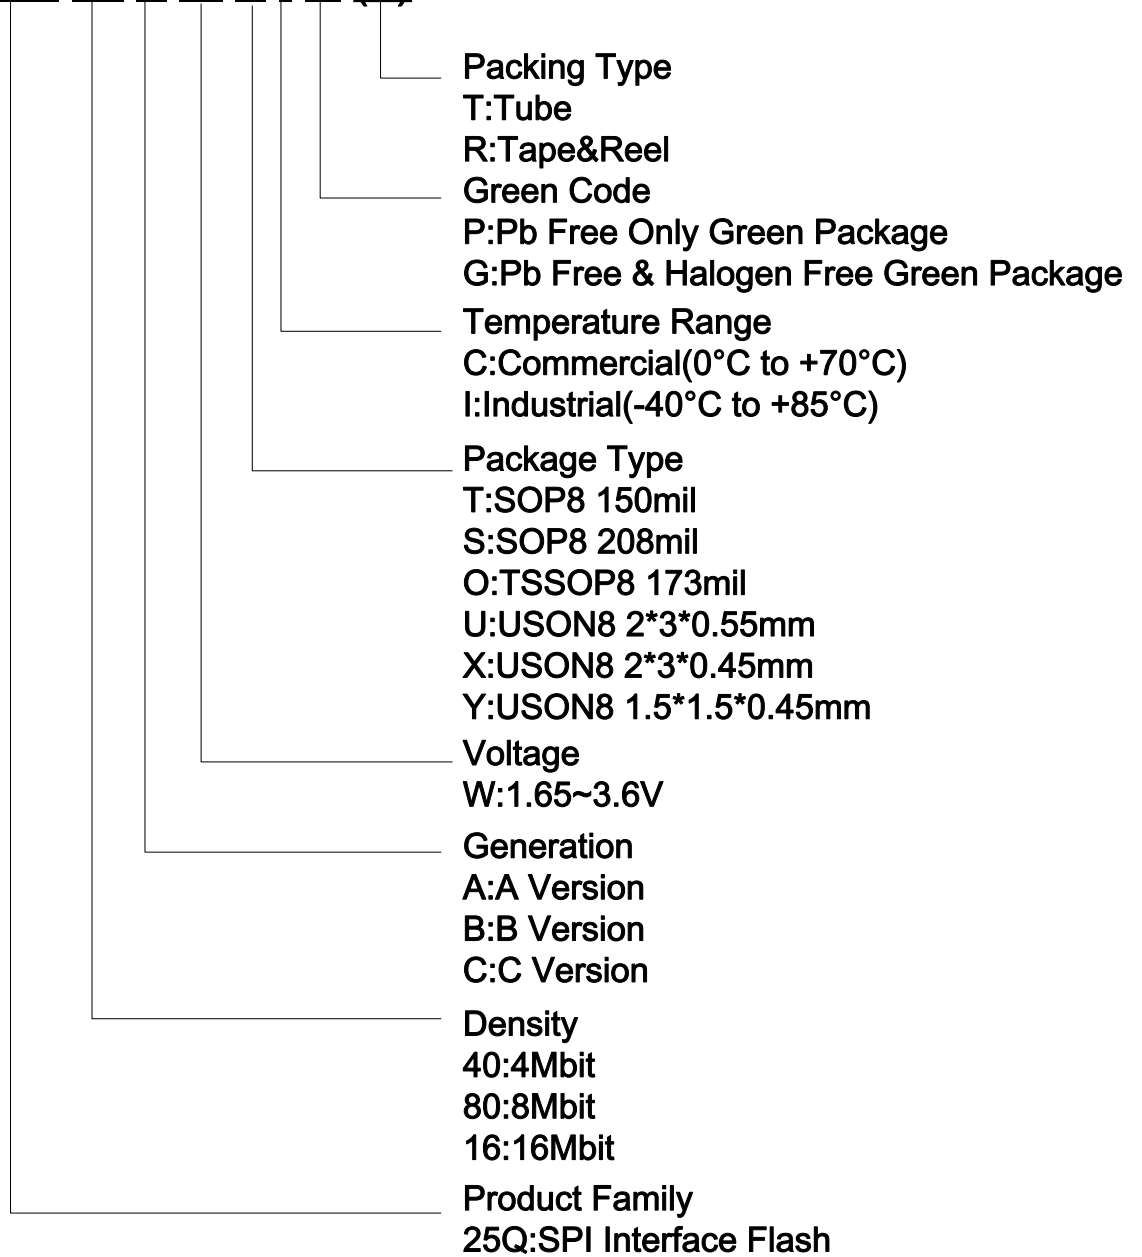 Packing Type
T:Tube
R:Tape&Reel
Green Code
P:Pb Free Only Green Package
G:Pb Free & Halogen Free Green Package
Temperature Range
C:Commercial(0°C to +70°C)
I:Industrial(-40°C to +85°C)
Package Type
T:SOP8 150mil
S:SOP8 208mil
O:TSSOP8 173mil
U:USON8 2*3*0.55mm
X:USON8 2*3*0.45mm
Y:USON8 1.5*1.5*0.45mm
Voltage
W:1.65~3.6V
Generation
A:A Version
B:B Version
C:C Version
Density
40:4Mbit
80:8Mbit
16:16Mbit
Product Family
25Q:SPI Interface Flash